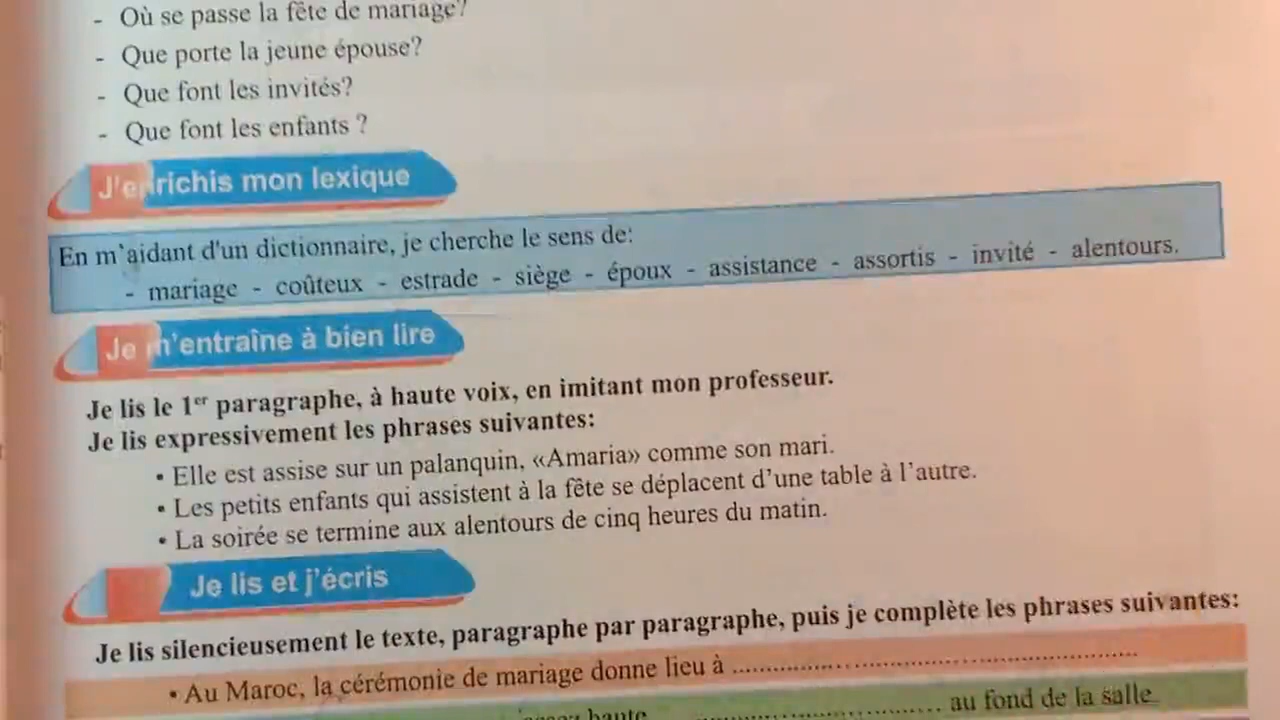 - Où se passe la fête de mariage?
- Que porte la jeune épouse?
- Que font les invités?
- Que font les enfants ?
J'enrichis mon lexique
En m’aidant d'un dictionnaire, je cherche le sens de:
- mariage - coûteux - estrade - siège - époux - assistance - assortis - invité - alentours.
Je m'entraîne à bien lire
Je lis le 1er paragraphe, à haute voix, en imitant mon professeur.
Je lis expressivement les phrases suivantes:
• Elle est assise sur un palanquin, «Amaria» comme son mari.
• Les petits enfants qui assistent à la fête se déplacent d’une table à l’autre.
• La soirée se termine aux alentours de cinq heures du matin.
Je lis et j’écris
Je lis silencieusement le texte, paragraphe par paragraphe, puis je complète les phrases suivantes:
• Au Maroc, la cérémonie de mariage donne lieu à ............................................................
haute ........................................ au fond de la salle